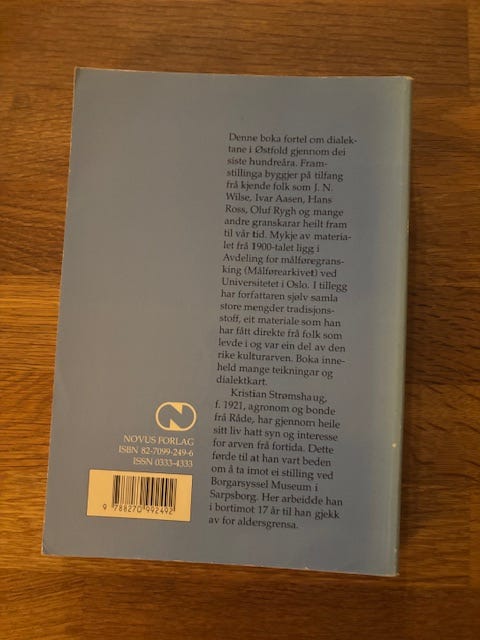 Denne boka fortel om dialek-
tane i Østfold gjennom dei
siste hundreåra. Fram-
stillinga byggjer på tilfang
frå kjende folk som J. N.
Wilse, Ivar Aasen, Hans
Ross, Oluf Rygh og mange
andre granskarar heilt fram
til vår tid. Mykje av materia-
let frå 1900-talet ligg i
Avdeling for målføregrans-
king (Målførearkivet) ved
Universitetet i Oslo. I tillegg
har forfattaren sjølv samla
store mengder tradisjons-
stoff, eit materiale som han
har fått direkte frå folk som
levde i og var ein del av den
rike kulturarven. Boka inne-
held mange teikningar og
dialektkart.
Kristian Strømshaug,
f. 1921, agronom og bonde
frå Råde, har gjennom heile
sitt liv hatt syn og interesse
for arven frå fortida. Dette
førde til at han vart beden
om å ta imot ei stilling ved
Borgarsyssel Museum i
Sarpsborg. Her arbeidde han
i bortimot 17 år til han gjekk
av for aldersgrensa.
NOVUS FORLAG
ISBN 82-7099-249-6
ISSN 0333-4333
9 788270 992492